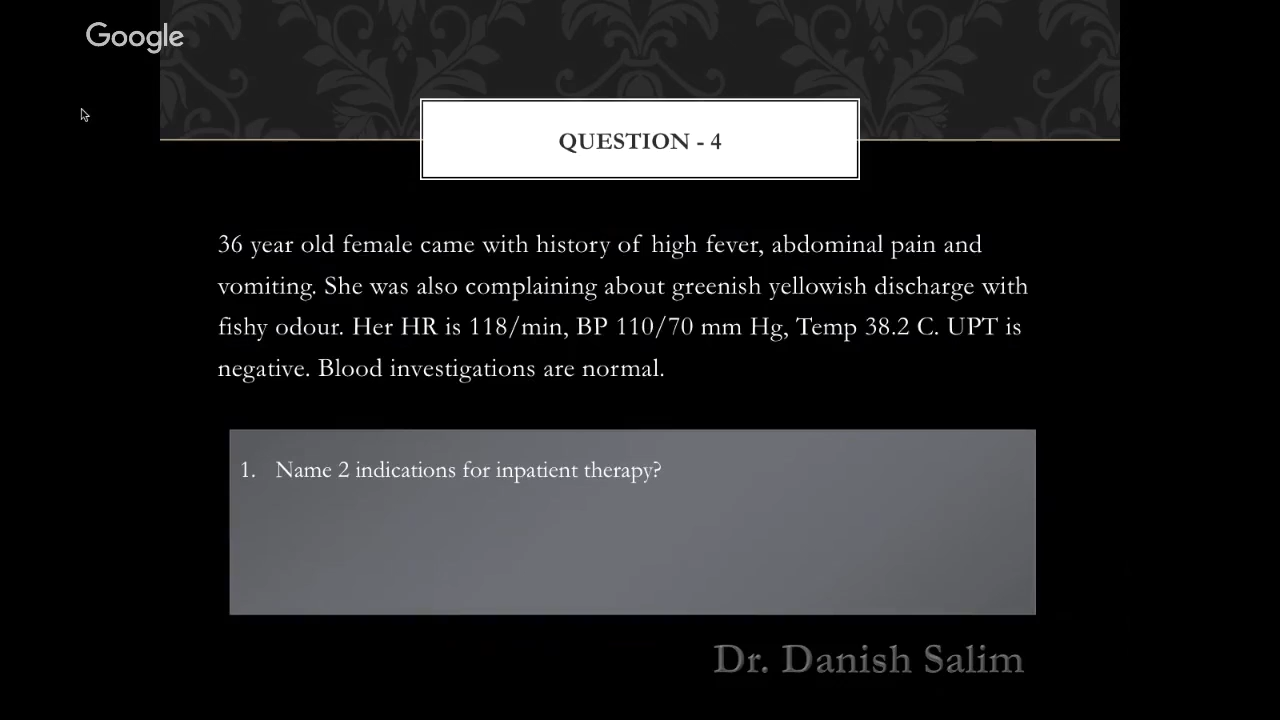 Google
QUESTION - 4
36 year old female came with history of high fever, abdominal pain and
vomiting. She was also complaining about greenish yellowish discharge with
fishy odour. Her HR is 118/min, BP 110/70 mm Hg, Temp 38.2 C. UPT is
negative. Blood investigations are normal.
1. Name 2 indications for inpatient therapy?
Dr. Danish Salim